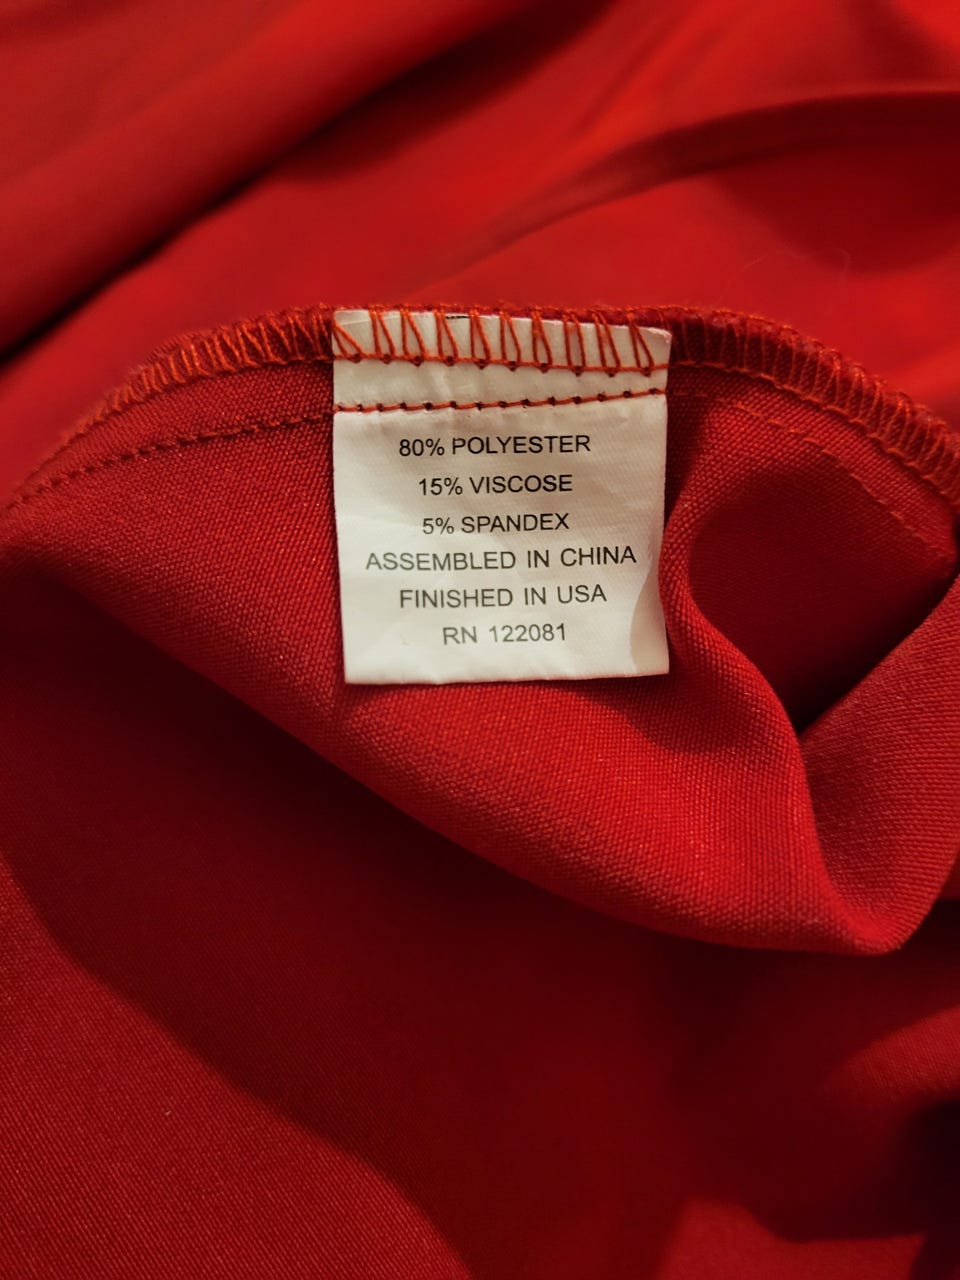 80% POLYESTER
15% VISCOSE
5% SPANDEX
ASSEMBLED IN CHINA
FINISHED IN USA
RN 122081